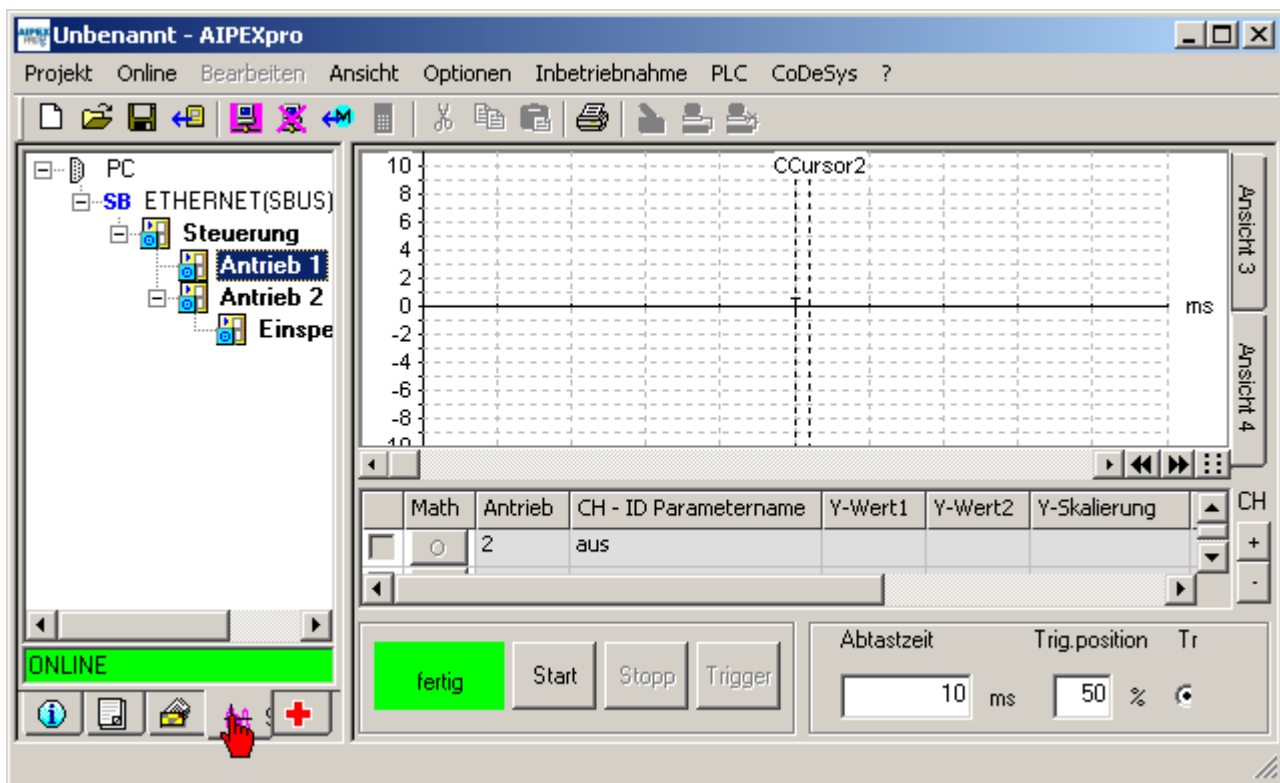 Unbenannt - AIPEXpro
Projekt Online Bearbeiten Ansicht Optionen Inbetriebnahme PLC CoDeSys ?
PC
SB ETHERNET(SBUS)
Steuerung
Antrieb 1
Antrieb 2
Einspe
ONLINE
10
8
6
4
2
0
-2
-4
-6
-8
CCursor2
ms
Ansicht 3
Ansicht 4
Math Antrieb CH - ID Parametername Y-Wert1 Y-Wert2 Y-Skalierung
2 aus
CH
+
-
fertig Start Stopp Trigger
Abtastzeit Trig.position Tr
10 ms 50 %